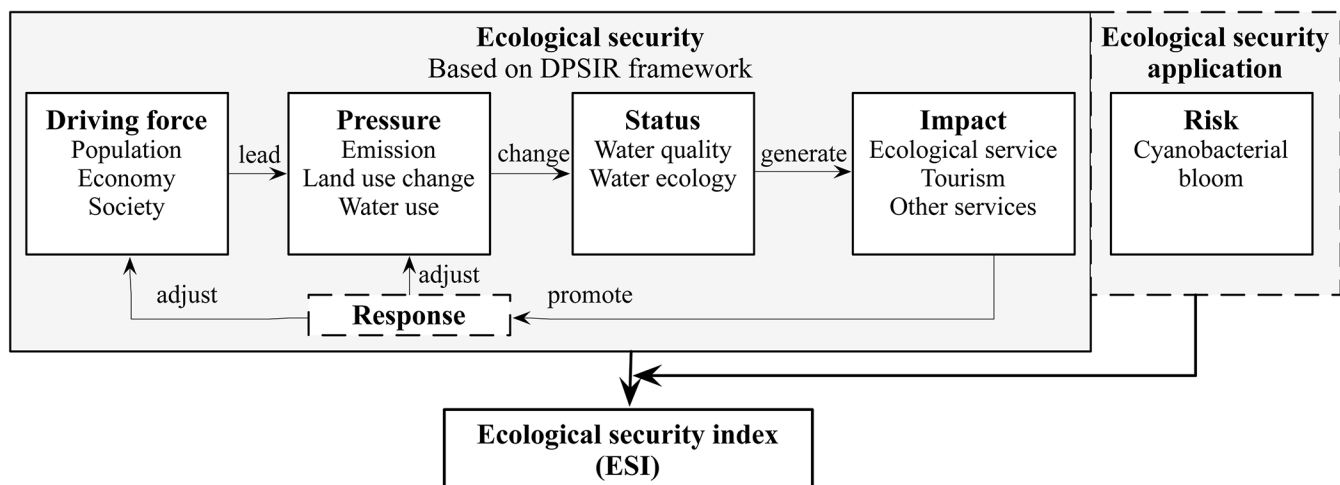 Ecological security
Based on DPSIR framework
Ecological security
application
Driving force
Population
Economy
Society
lead
Pressure
Emission
Land use change
Water use
change
Status
Water quality
Water ecology
generate
Impact
Ecological service
Tourism
Other services
Risk
Cyanobacterial
bloom
adjust
adjust
Response
promote
Ecological security index
(ESI)